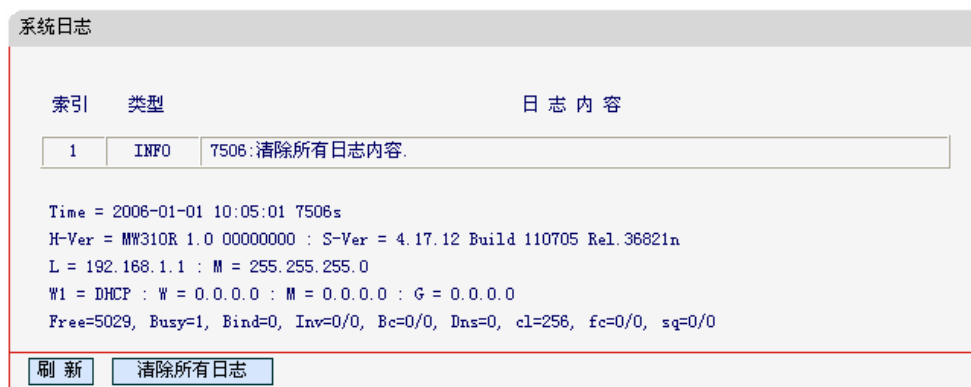 系统日志
索引 类型 日 志 内 容
1 INFO 7506:清除所有日志内容.
Time = 2006-01-01 10:05:01 7506s
H-Ver = MW310R 1.0 00000000 : S-Ver = 4.17.12 Build 110705 Rel.36821n
L = 192.168.1.1 : M = 255.255.255.0
W1 = DHCP : W = 0.0.0.0 : M = 0.0.0.0 : G = 0.0.0.0
Free=5029, Busy=1, Bind=0, Inv=0/0, Bc=0/0, Dns=0, cl=256, fc=0/0, sq=0/0
刷 新 清除所有日志